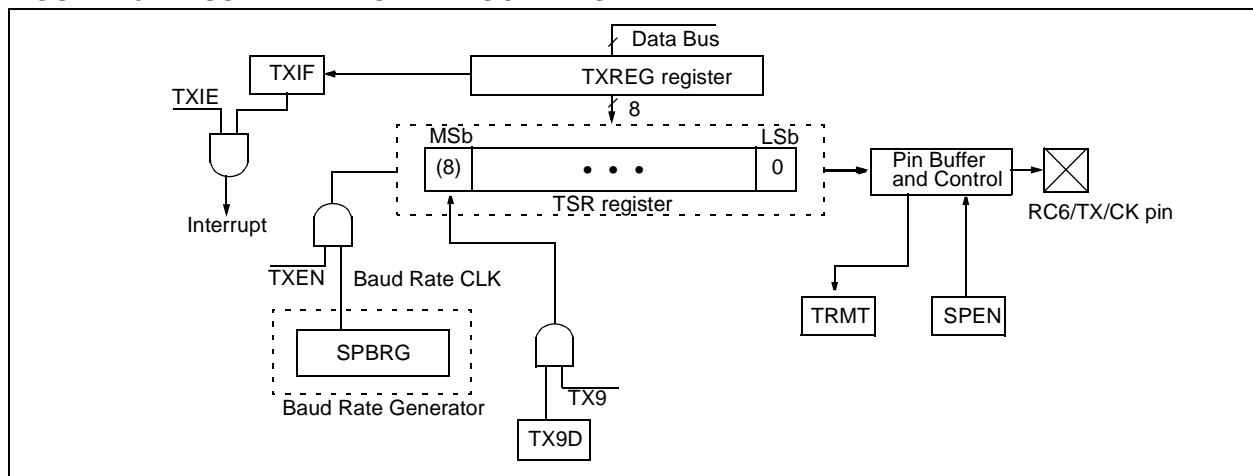 Data Bus
TXIF
TXREG register
TXIE
8
MSb
LSb
(8)
• • •
0
Pin Buffer
and Control
TSR register
Interrupt
RC6/TX/CK pin
TXEN
Baud Rate CLK
TRMT
SPEN
SPBRG
TX9
Baud Rate Generator
TX9D